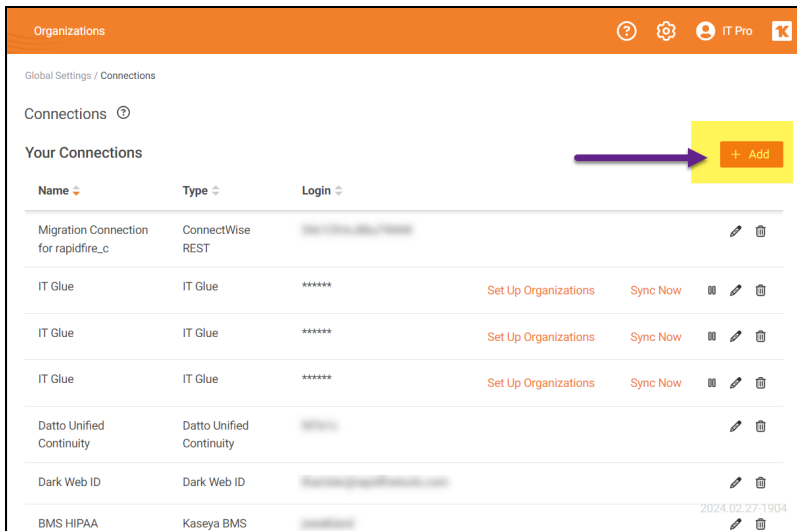 Organizations
IT Pro
Global Settings / Connections
Connections
Your Connections
+ Add
Name Type Login
Migration Connection for rapidfire_c ConnectWise REST
IT Glue IT Glue ****** Set Up Organizations Sync Now
IT Glue IT Glue ****** Set Up Organizations Sync Now
IT Glue IT Glue ****** Set Up Organizations Sync Now
Datto Unified Continuity Datto Unified Continuity
Dark Web ID Dark Web ID
2024.02.27-1904
BMS HIPAA Kaseya BMS